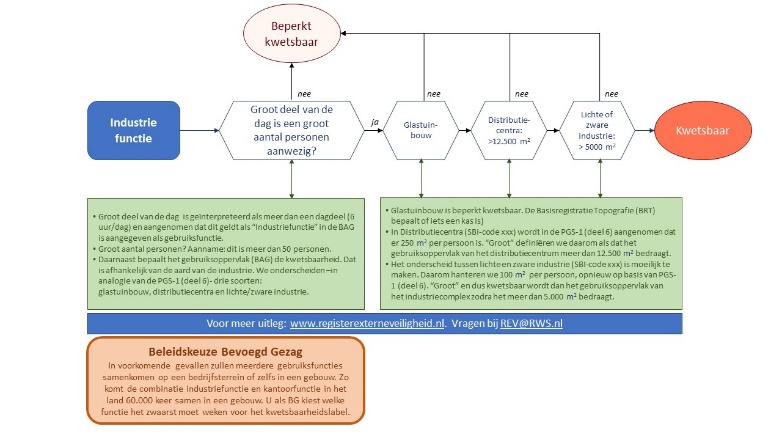 Beperkt
kwetsbaar
nee
nee
nee
nee
Industrie
functie
Groot deel van de
dag is een groot
aantal personen
aanwezig?
ja
Glastuin-
bouw
Distributie-
centra:
>12.500 m²
Lichte of
zware
industrie:
> 5000 m²
Kwetsbaar
• Groot deel van de dag is geïnterpreteerd als meer dan een dagdeel (6
uur/dag) en aangenomen dat dit geldt als "Industriefunctie" in de BAG
is aangegeven als gebruiksfunctie.
• Groot aantal personen? Aanname: dit is meer dan 50 personen.
• Daarnaast bepaalt het gebruiksoppervlak (BAG) de kwetsbaarheid. Dat
is afhankelijk van de aard van de industrie. We onderscheiden –in
analogie van de PGS-1 (deel 6)- drie soorten:
glastuinbouw, distributiecentra en lichte/zware industrie.
• Glastuinbouw is beperkt kwetsbaar. De Basisregistratie Topografie (BRT)
bepaalt of iets een kas is)
• In Distributiecentra (SBI-code xxx) wordt in de PGS-1 (deel 6) aangenomen dat
er 250 m² per persoon is. "Groot" definiëren we daarom als dat het
gebruiksoppervlak van het distributiecentrum meer dan 12.500 m² bedraagt.
• Het onderscheid tussen lichte en zware industrie (SBI-code xxx) is moeilijk te
maken. Daarom hanteren we 100 m² per persoon, opnieuw op basis van PGS-
1 (deel 6). "Groot" en dus kwetsbaar wordt dan het gebruiksoppervlak van
het industriecomplex zodra het meer dan 5.000 m² bedraagt.
Voor meer uitleg: www.registerexterneveiligheid.nl. Vragen bij REV@RWS.nl
Beleidskeuze Bevoegd Gezag
In voorkomende gevallen zullen meerdere gebruiksfuncties
samenkomen op een bedrijfsterrein of zelfs in een gebouw. Zo
komt de combinatie industriefunctie en kantoorfunctie in het
land 60.000 keer samen in een gebouw. U als BG kiest welke
functie het zwaarst moet weken voor het kwetsbaarheidslabel.